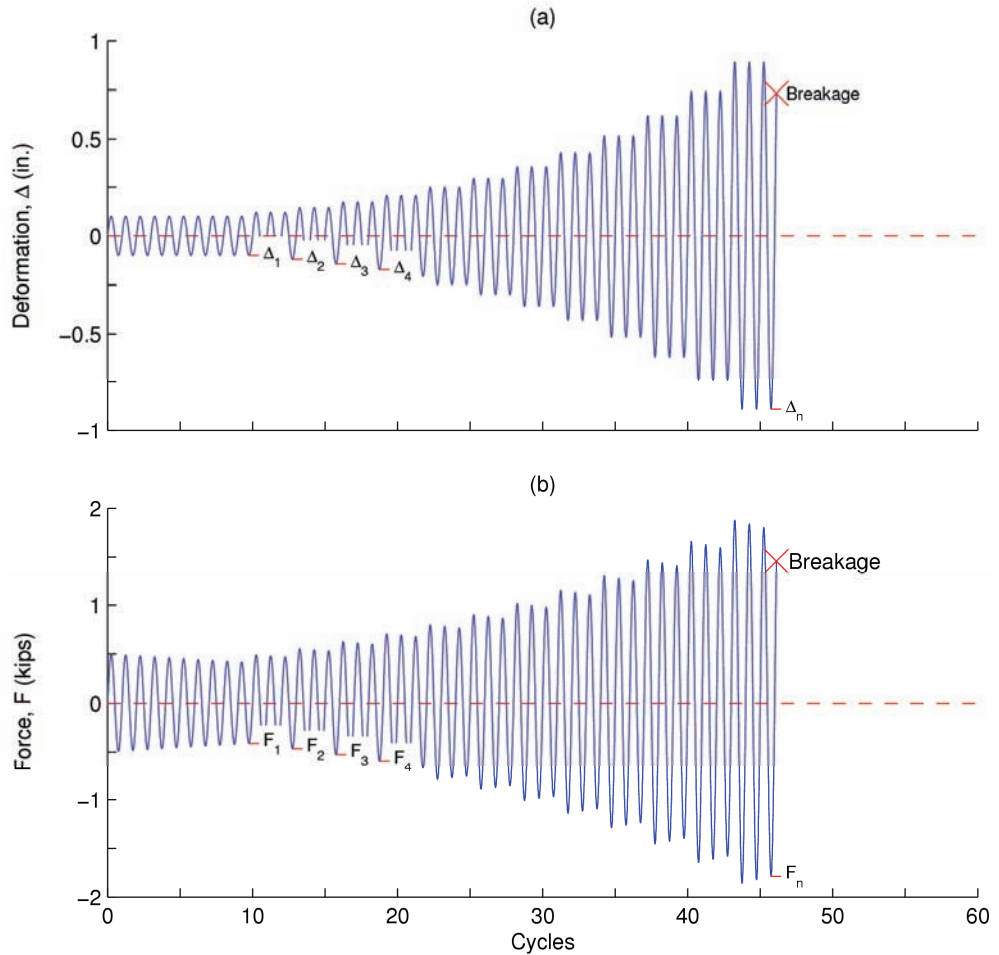 (a)
Deformation, Δ (in.)
1
0.5
0
−0.5
−1
Breakage
Δ1
Δ2
Δ3
Δ4
Δn
(b)
Force, F (kips)
2
1
0
−1
−2
Breakage
F1
F2
F3
F4
Fn
0 10 20 30 40 50 60
Cycles